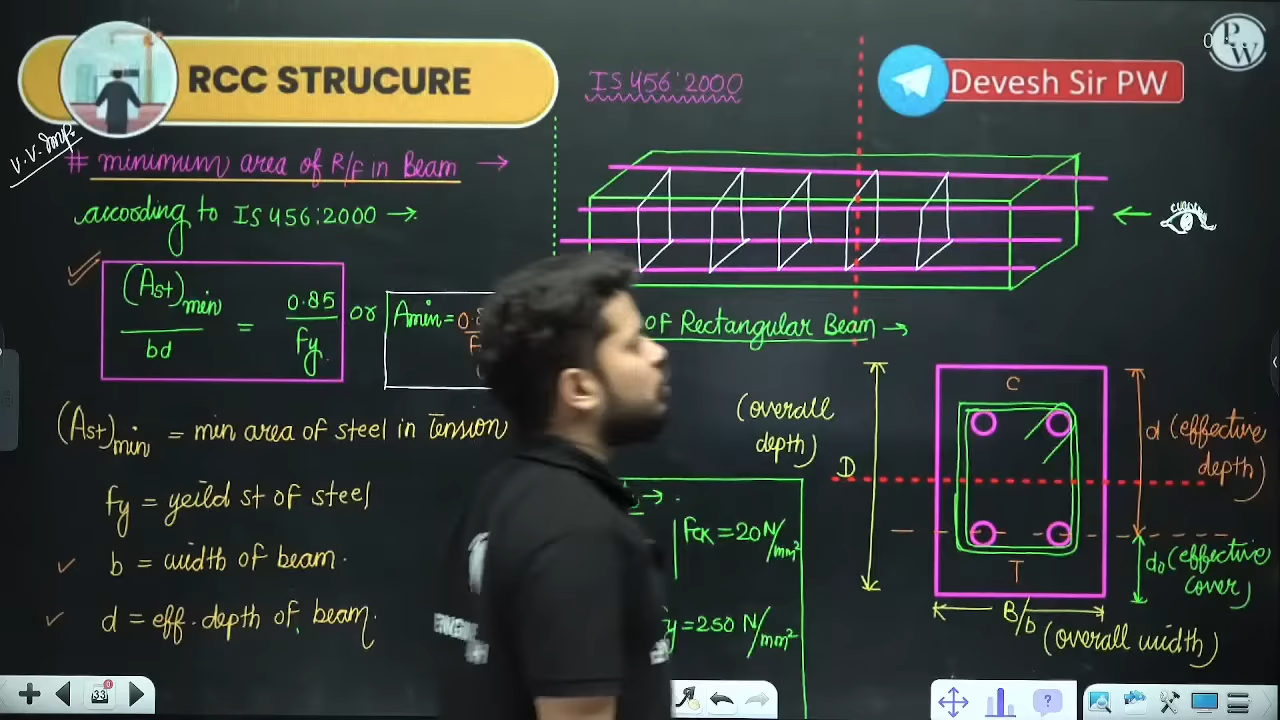 RCC STRUCURE
IS 456:2000
Devesh Sir PW
P
W
V.V. Imp.
# minimum area of R/f in Beam →
according to IS 456:2000 →
(Ast)min / bd = 0.85 / fy
or
Amin =
of Rectangular Beam →
(Ast)min = min area of steel in Tension
fy = yeild st of steel
b = width of beam.
d = eff. depth of beam.
fck = 20 N/mm²
y = 250 N/mm²
(overall
depth)
D
C
T
d (effective
depth)
do (effective
cover)
B/b
(overall width)
33